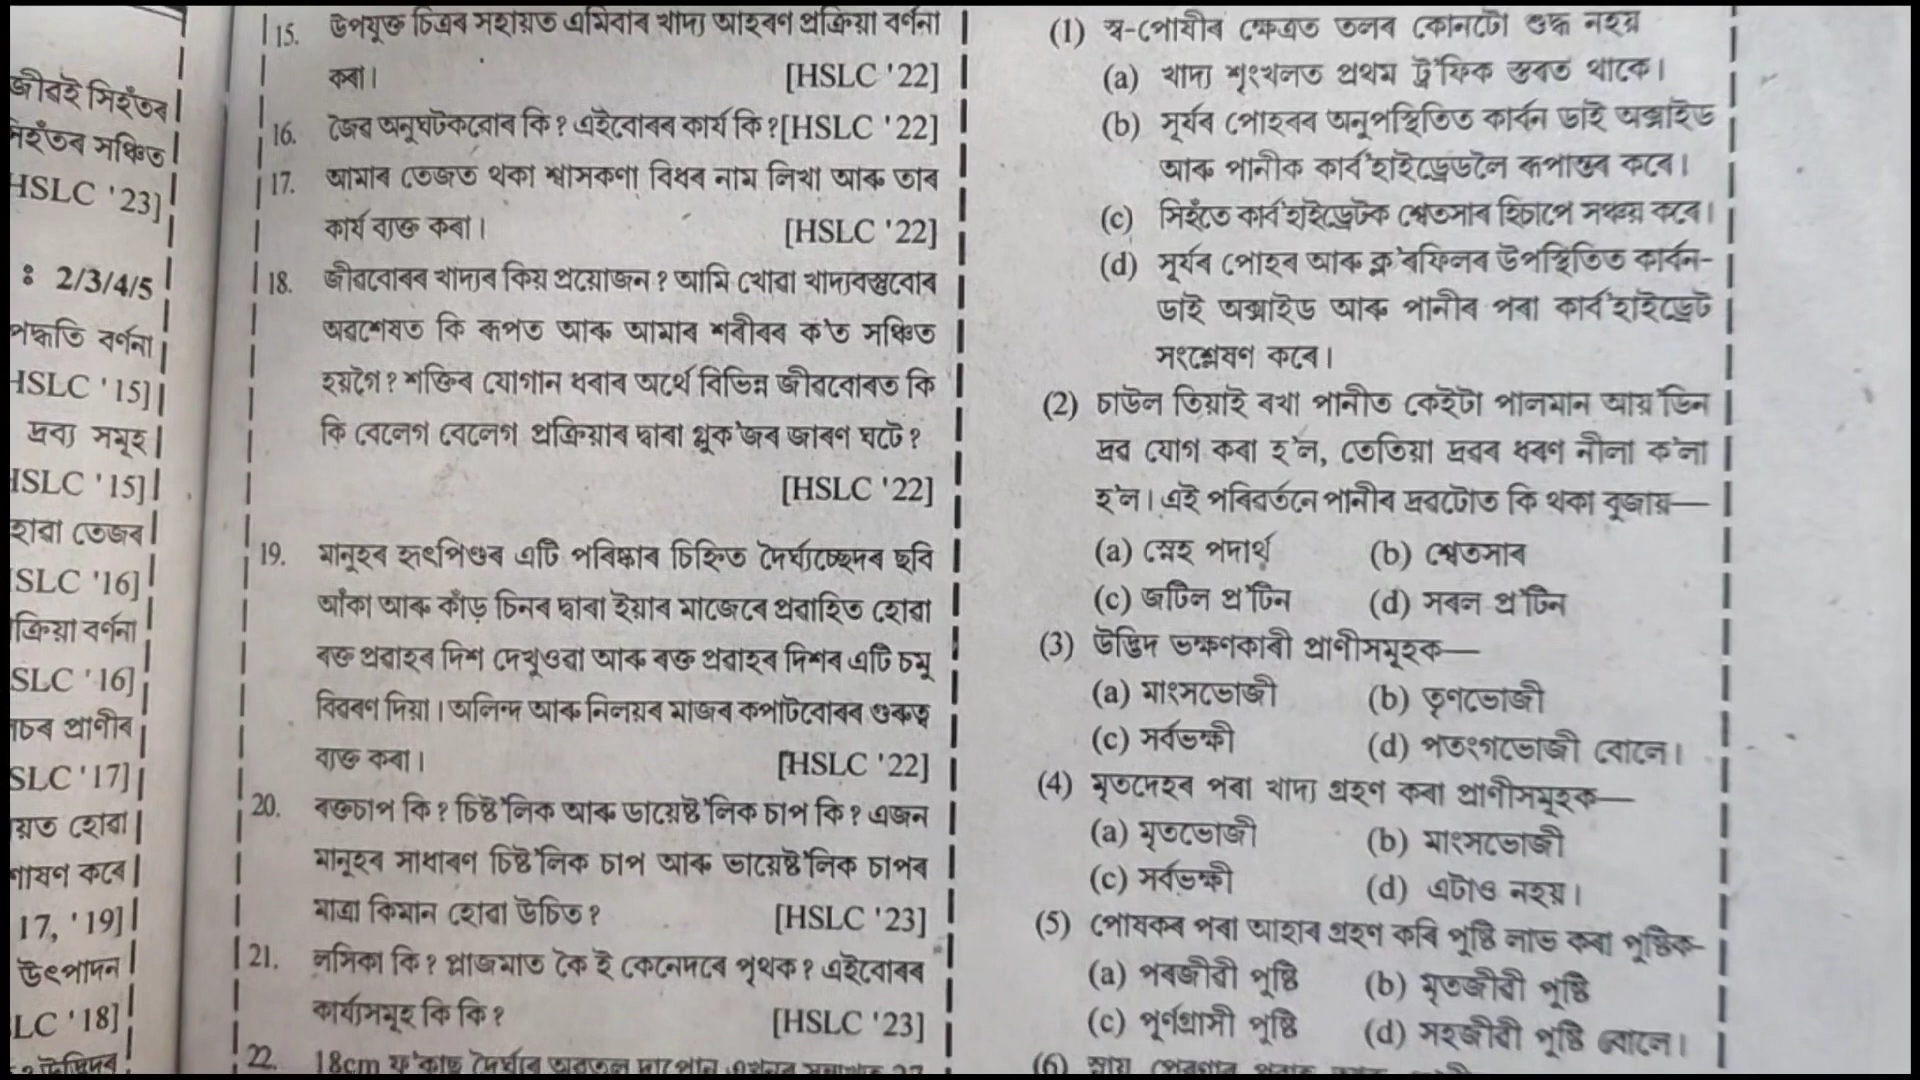 জীৱই সিহঁতৰ
সিহঁতৰ সঞ্চিত
HSLC '23]
: 2/3/4/5
পদ্ধতি বৰ্ণনা
HSLC '15]
দ্ৰব্য সমূহ
HSLC '15]
হোৱা তেজৰ
SLC '16]
ক্ৰিয়া বৰ্ণনা
SLC '16]
প্ৰাণীৰ
SLC '17]
হোৱা
কৰে
17, '19]
উৎপাদন
LC '18]
15. উপযুক্ত চিত্ৰৰ সহায়ত এমিবাৰ খাদ্য আহৰণ প্ৰক্ৰিয়া বৰ্ণনা
কৰা। [HSLC '22]
16. জৈৱ অনুঘটকবোৰ কি? এইবোৰৰ কাৰ্য কি?[HSLC '22]
17. আমাৰ তেজত থকা শ্বাসকণা বিধৰ নাম লিখা আৰু তাৰ
কাৰ্য ব্যক্ত কৰা। [HSLC '22]
18. জীৱবোৰৰ খাদ্যৰ কিয় প্ৰয়োজন? আমি খোৱা খাদ্যবস্তুবোৰ
অৱশেষত কি ৰূপত আৰু আমাৰ শৰীৰৰ ক'ত সঞ্চিত
হয়গৈ? শক্তিৰ যোগান ধৰাৰ অৰ্থে বিভিন্ন জীৱবোৰত কি
কি বেলেগ বেলেগ প্ৰক্ৰিয়াৰ দ্বাৰা গ্লুক'জৰ জাৰণ ঘটে?
[HSLC '22]
19. মানুহৰ হৃৎপিণ্ডৰ এটি পৰিষ্কাৰ চিহ্নিত দৈৰ্ঘ্যচ্ছেদৰ ছবি
আঁকা আৰু কাঁড় চিনৰ দ্বাৰা ইয়াৰ মাজেৰে প্ৰবাহিত হোৱা
ৰক্ত প্ৰবাহৰ দিশ দেখুওৱা আৰু ৰক্ত প্ৰবাহৰ দিশৰ এটি চমু
বিৱৰণ দিয়া। অলিন্দ আৰু নিলয়ৰ মাজৰ কপাটবোৰৰ গুৰুত্ব
ব্যক্ত কৰা। [HSLC '22]
20. ৰক্তচাপ কি? চিষ্ট'লিক আৰু ডায়েষ্ট'লিক চাপ কি? এজন
মানুহৰ সাধাৰণ চিষ্ট'লিক চাপ আৰু ডায়েষ্ট'লিক চাপৰ
মাত্ৰা কিমান হোৱা উচিত? [HSLC '23]
21. লসিকা কি? প্লাজমাত কৈ ই কেনেদৰে পৃথক? এইবোৰৰ
কাৰ্য্যসমূহ কি কি? [HSLC '23]
22. 18cm ফ'কাছ দৈৰ্ঘ্যৰ অৱতল দাপোন এখনৰ
(1) স্ব-পোষীৰ ক্ষেত্ৰত তলৰ কোনটো শুদ্ধ নহয়
(a) খাদ্য শৃংখলত প্ৰথম ট্ৰ'ফিক স্তৰত থাকে।
(b) সূৰ্যৰ পোহৰৰ অনুপস্থিতিত কাৰ্বন ডাই অক্সাইড
আৰু পানীক কাৰ্ব'হাইড্ৰেডলৈ ৰূপান্তৰ কৰে।
(c) সিহঁতে কাৰ্ব'হাইড্ৰেটক শ্বেতসাৰ হিচাপে সঞ্চয় কৰে।
(d) সূৰ্যৰ পোহৰ আৰু ক্ল'ৰফিলৰ উপস্থিতিত কাৰ্বন-
ডাই অক্সাইড আৰু পানীৰ পৰা কাৰ্ব'হাইড্ৰেট
সংশ্লেষণ কৰে।
(2) চাউল তিয়াই ৰখা পানীত কেইটা পালমান আয়'ডিন
দ্ৰৱ যোগ কৰা হ'ল, তেতিয়া দ্ৰৱৰ ধৰণ নীলা ক'লা
হ'ল। এই পৰিৱৰ্তনে পানীৰ দ্ৰৱটোত কি থকা বুজায়—
(a) স্নেহ পদাৰ্থ (b) শ্বেতসাৰ
(c) জটিল প্ৰ'টিন (d) সৰল প্ৰ'টিন
(3) উদ্ভিদ ভক্ষণকাৰী প্ৰাণীসমূহক—
(a) মাংসভোজী (b) তৃণভোজী
(c) সৰ্বভক্ষী (d) পতংগভোজী বোলে।
(4) মৃতদেহৰ পৰা খাদ্য গ্ৰহণ কৰা প্ৰাণীসমূহক—
(a) মৃতভোজী (b) মাংসভোজী
(c) সৰ্বভক্ষী (d) এটাও নহয়।
(5) পোষকৰ পৰা আহাৰ গ্ৰহণ কৰি পুষ্টি লাভ কৰা পুষ্টিক-
(a) পৰজীৱী পুষ্টি (b) মৃতজীৱী পুষ্টি
(c) পূৰ্ণগ্ৰাসী পুষ্টি (d) সহজীৱী পুষ্টি বোলে।
(6)